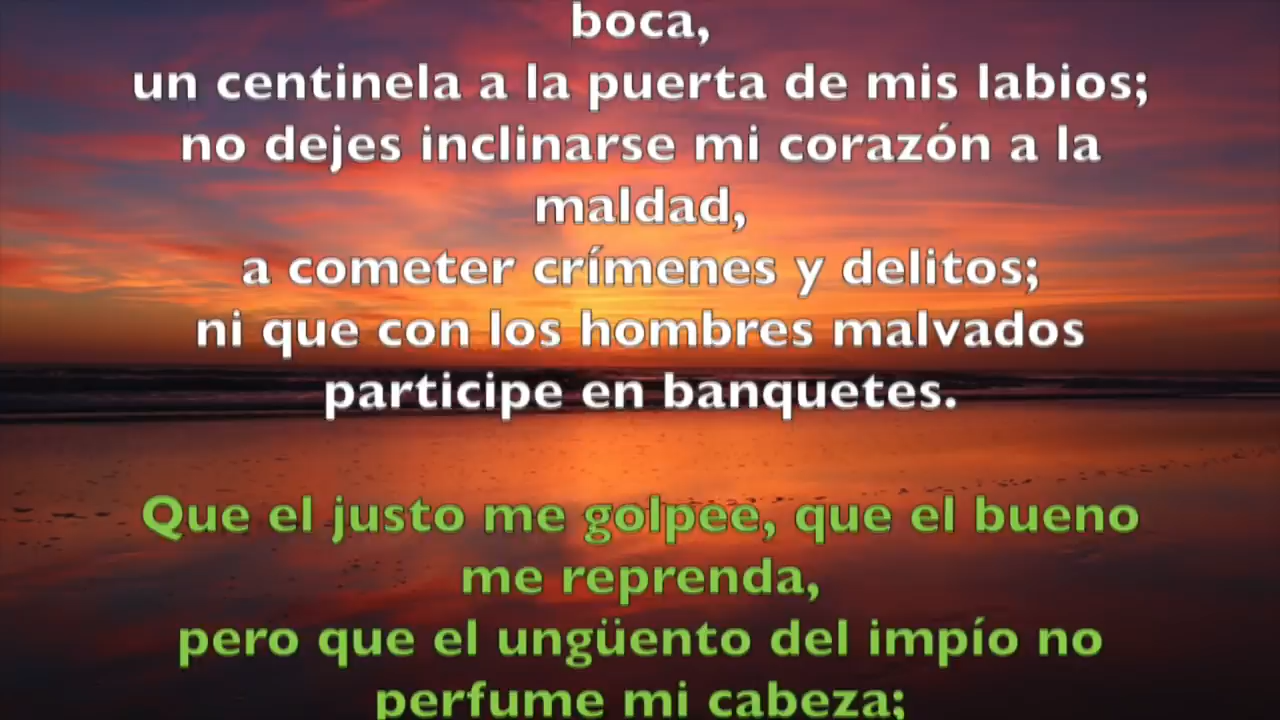 boca,
un centinela a la puerta de mis labios;
no dejes inclinarse mi corazón a la
maldad,
a cometer crímenes y delitos;
ni que con los hombres malvados
participe en banquetes.
Que el justo me golpee, que el bueno
me reprenda,
pero que el ungüento del impío no
perfume mi cabeza;